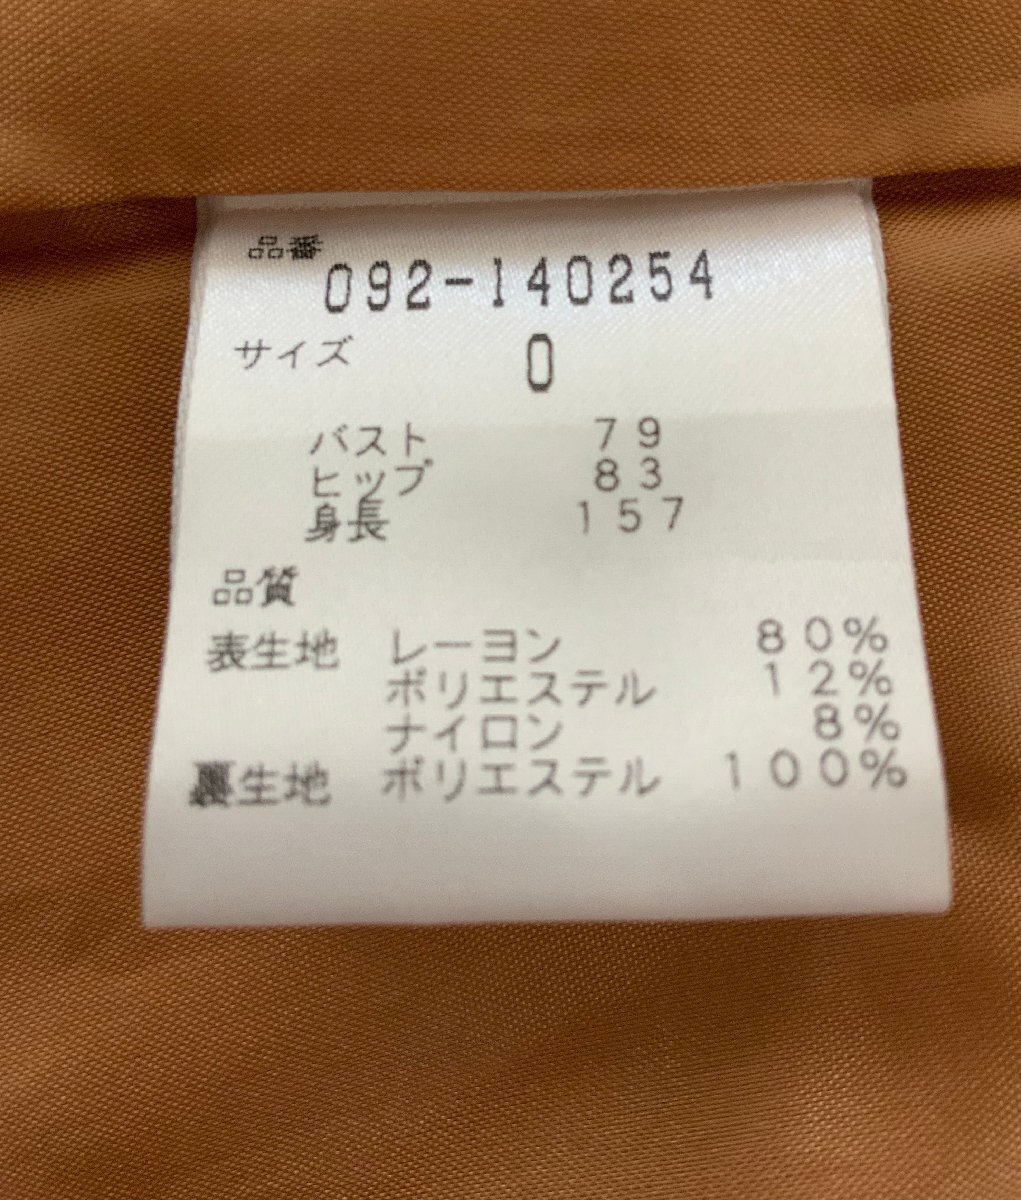 品番
092-140254
サイズ 0
バスト 79
ヒップ 83
身長 157
品質
表生地 レーヨン 80%
ポリエステル 12%
ナイロン 8%
裏生地 ポリエステル 100%